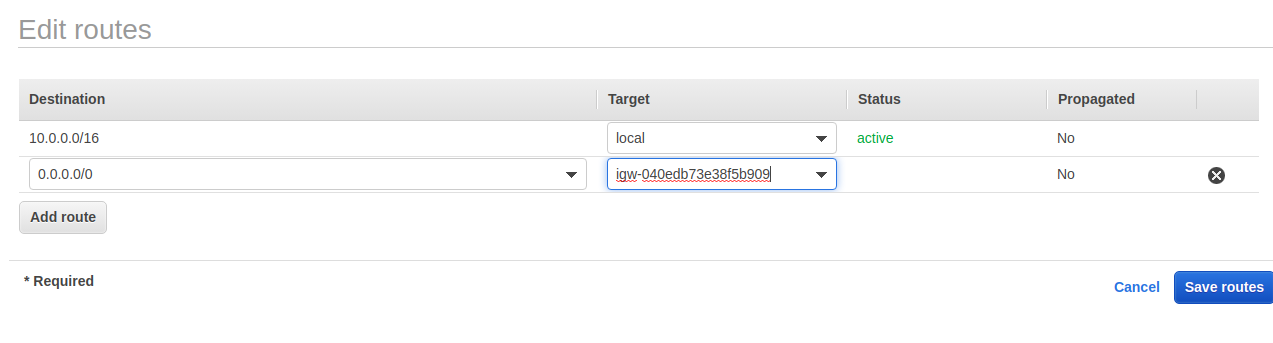 Edit routes
Destination Target Status Propagated
10.0.0.0/16 local active No
0.0.0.0/0 igw-040edb73e38f5b909 No
Add route
* Required
Cancel Save routes